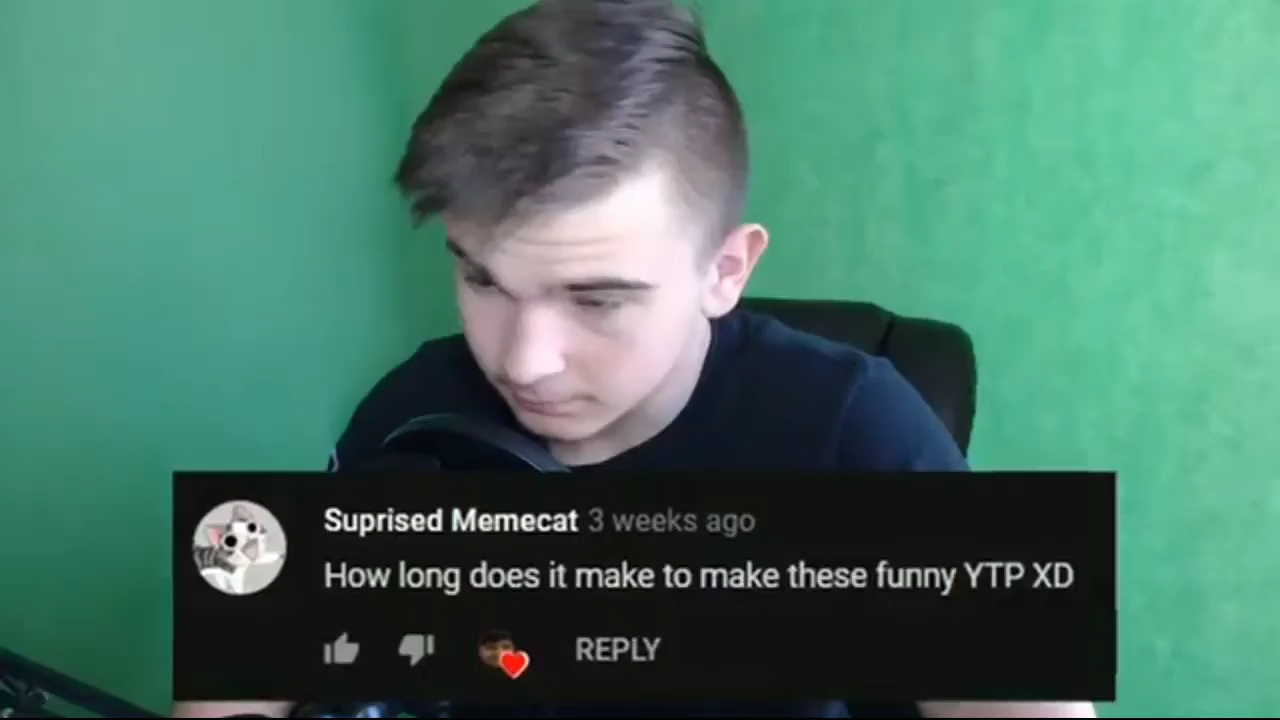 Suprised Memecat 3 weeks ago
How long does it make to make these funny YTP XD
REPLY